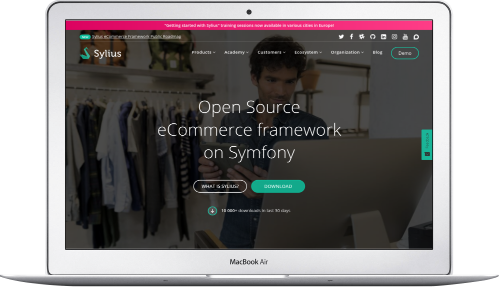 "Getting started with Sylius" training sessions now available in various cities in Europe!
Sylius eCommerce Framework Public Roadmap
Sylius
Products Academy Customers Ecosystem Organization Blog Demo
Open Source
eCommerce framework
on Symfony
WHAT IS SYLIUS? DOWNLOAD
10 000+ downloads in last 30 days
MacBook Air